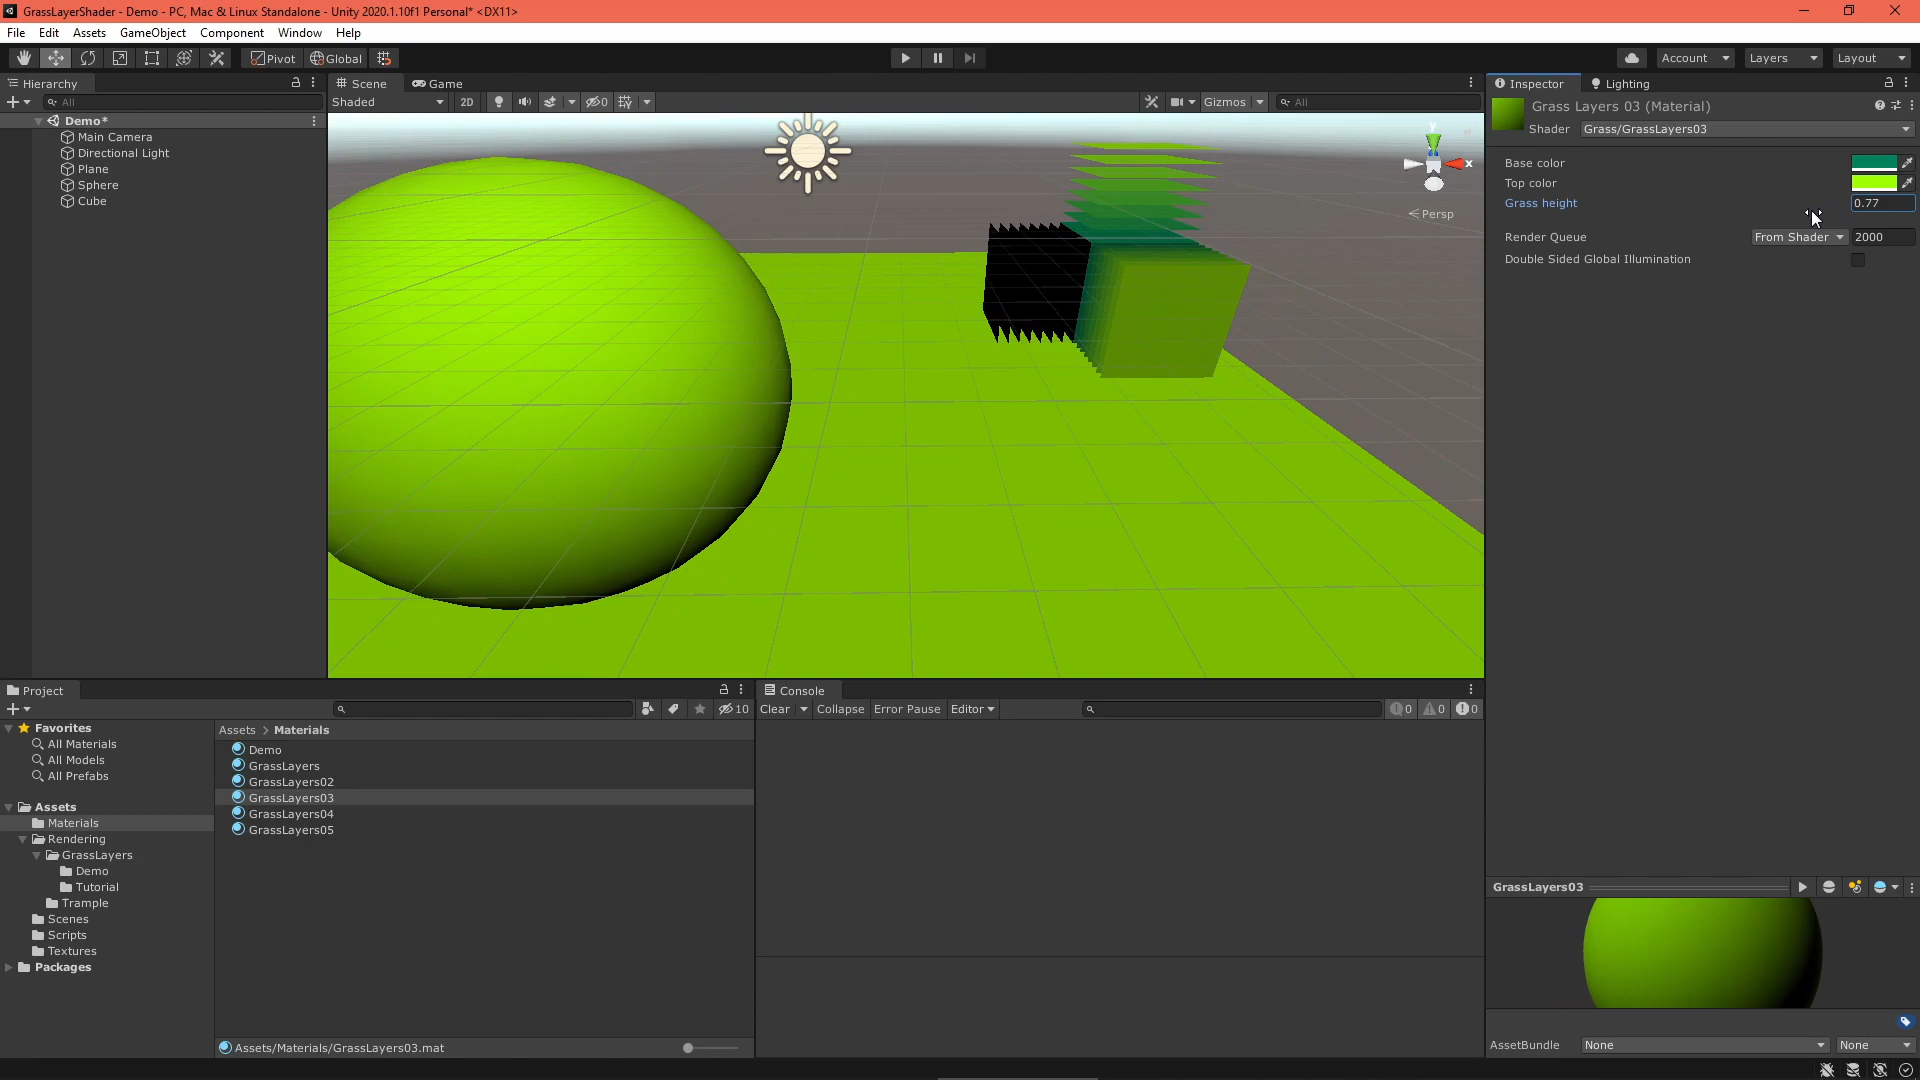 GrassLayerShader - Demo - PC, Mac & Linux Standalone - Unity 2020.1.10f1 Personal* <DX11>
File Edit Assets GameObject Component Window Help
Pivot Global Account Layers Layout
Hierarchy
All
Demo*
Main Camera
Directional Light
Plane
Sphere
Cube
Scene Game
Shaded 2D 0 Gizmos All
y
x
Persp
Inspector Lighting
Grass Layers 03 (Material)
Shader Grass/GrassLayers03
Base color
Top color
Grass height 0.77
Render Queue From Shader 2000
Double Sided Global Illumination
Project
10
Favorites
All Materials
All Models
All Prefabs
Assets
Materials
Rendering
GrassLayers
Demo
Tutorial
Trample
Scenes
Scripts
Textures
Packages
Assets > Materials
Demo
GrassLayers
GrassLayers02
GrassLayers03
GrassLayers04
GrassLayers05
Assets/Materials/GrassLayers03.mat
Console
Clear Collapse Error Pause Editor 0 0 0
GrassLayers03
AssetBundle None None